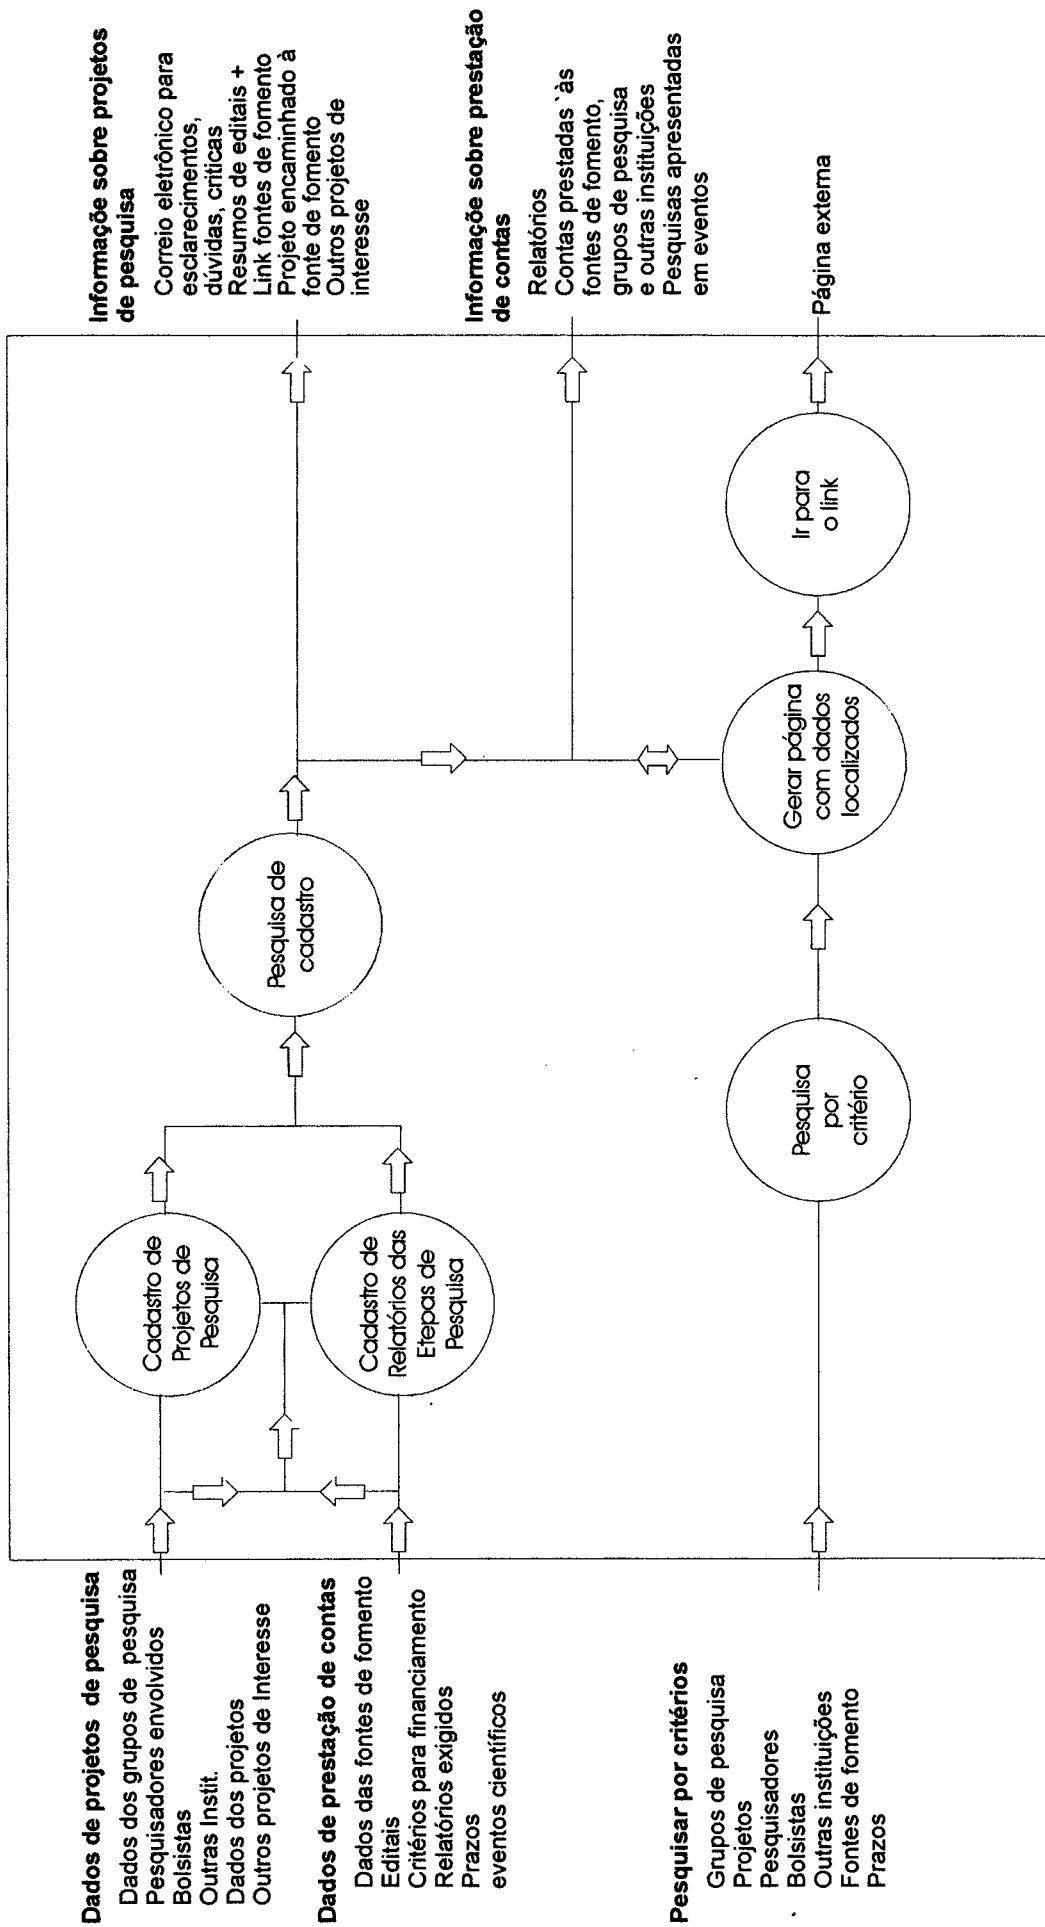 Dados de projetos de pesquisa
Dados dos grupos de pesquisa
Pesquisadores envolvidos
Bolsistas
Outras Instit.
Dados dos projetos
Outros projetos de Interesse
Dados de prestação de contas
Dados das fontes de fomento
Editais
Critérios para financiamento
Relatórios exigidos
Prazos
eventos científicos
Pesquisar por critérios
Grupos de pesquisa
Projetos
Pesquisadores
Bolsistas
Outras instituições
Fontes de fomento
Prazos
Cadastro de
Projetos de
Pesquisa
Cadastro de
Relatórios das
Etepas de
Pesquisa
Pesquisa de
cadastro
Pesquisa
por
critério
Gerar página
com dados
localizados
Ir para
o link
Informaçõe sobre projetos
de pesquisa
Correio eletrônico para
esclarecimentos,
dúvidas, criticas
Resumos de editais +
Link fontes de fomento
Projeto encaminhado à
fonte de fomento
Outros projetos de
interesse
Informaçõe sobre prestação
de contas
Relatórios
Contas prestadas `às
fontes de fomento,
grupos de pesquisa
e outras instituições
Pesquisas apresentadas
em eventos
Página externa